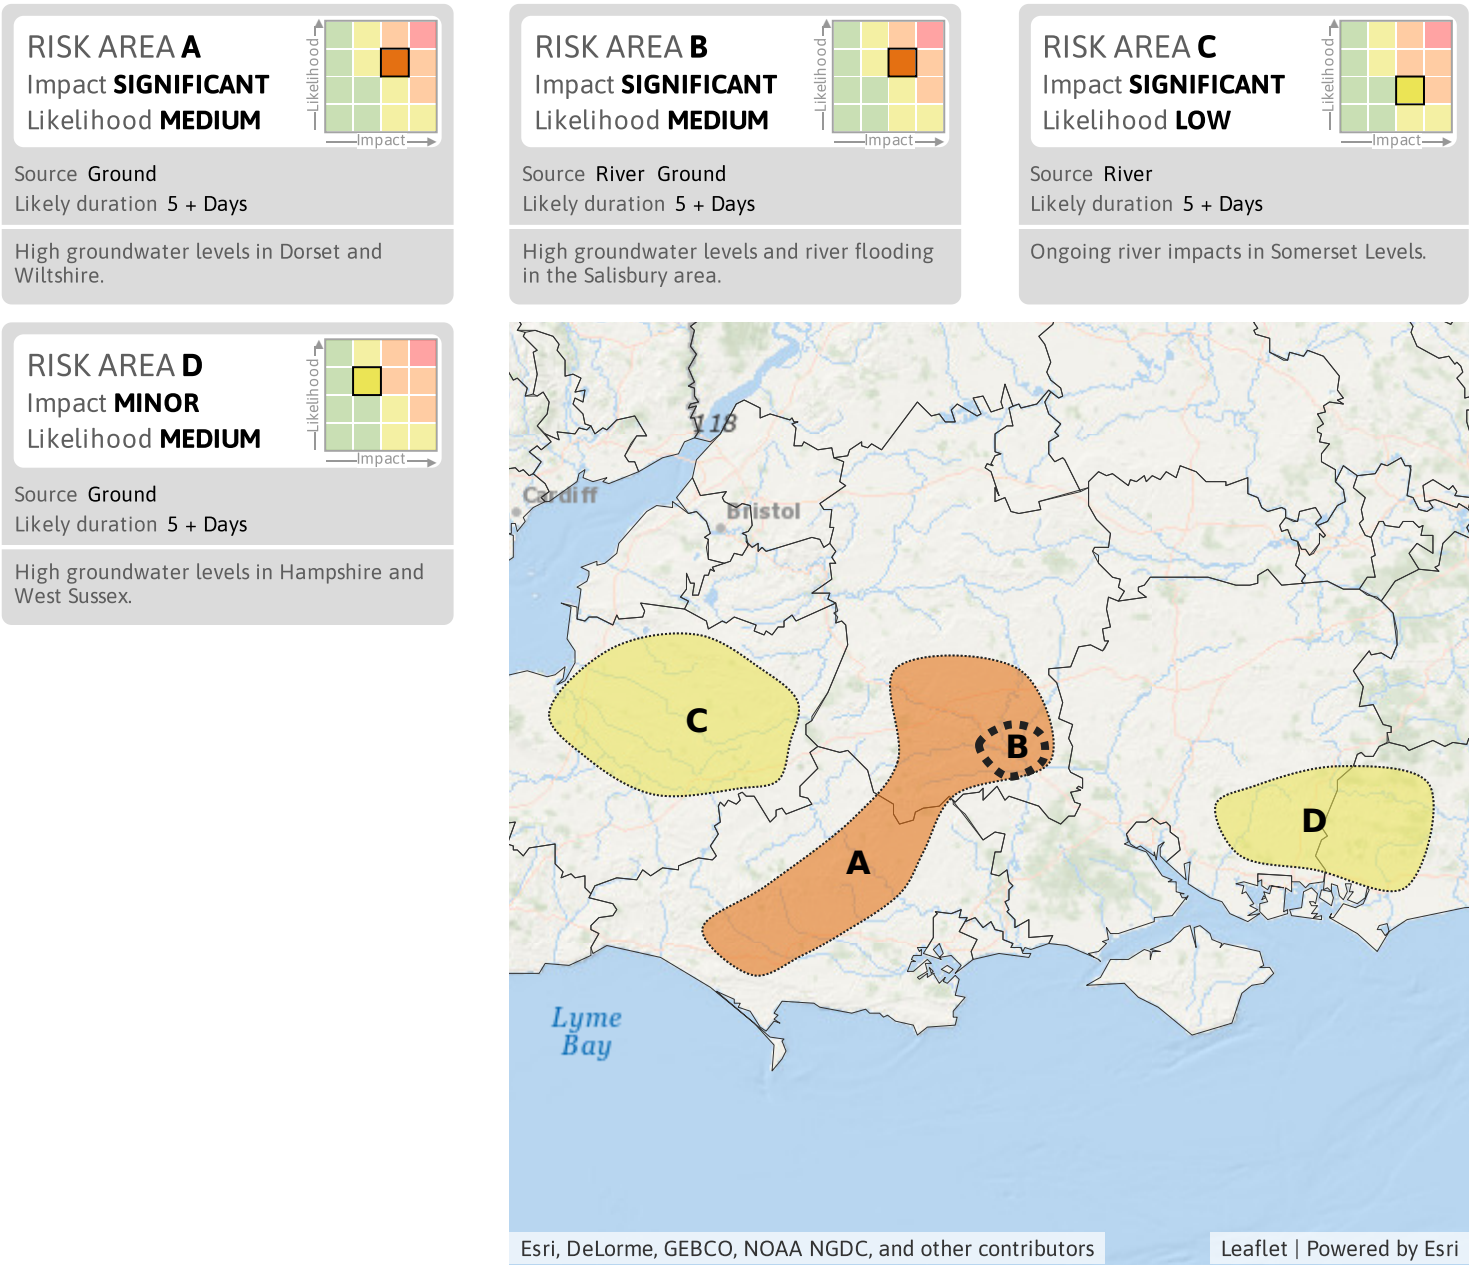 RISK AREA A
Impact SIGNIFICANT
Likelihood MEDIUM
Likelihood
Impact
Source Ground
Likely duration 5 + Days
High groundwater levels in Dorset and
Wiltshire.
RISK AREA B
Impact SIGNIFICANT
Likelihood MEDIUM
Likelihood
Impact
Source River Ground
Likely duration 5 + Days
High groundwater levels and river flooding
in the Salisbury area.
RISK AREA C
Impact SIGNIFICANT
Likelihood LOW
Likelihood
Impact
Source River
Likely duration 5 + Days
Ongoing river impacts in Somerset Levels.
RISK AREA D
Impact MINOR
Likelihood MEDIUM
Likelihood
Impact
Source Ground
Likely duration 5 + Days
High groundwater levels in Hampshire and
West Sussex.
118
Cardiff
Bristol
C
B
D
A
Lyme
Bay
Esri, DeLorme, GEBCO, NOAA NGDC, and other contributors
Leaflet | Powered by Esri